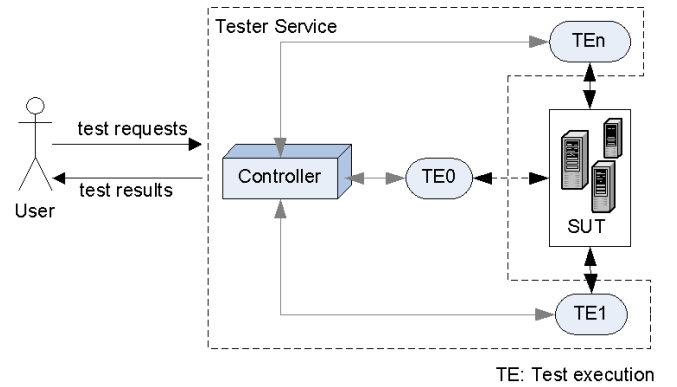 Tester Service
TEn
test requests
Controller
TE0
test results
User
SUT
TE1
TE: Test execution